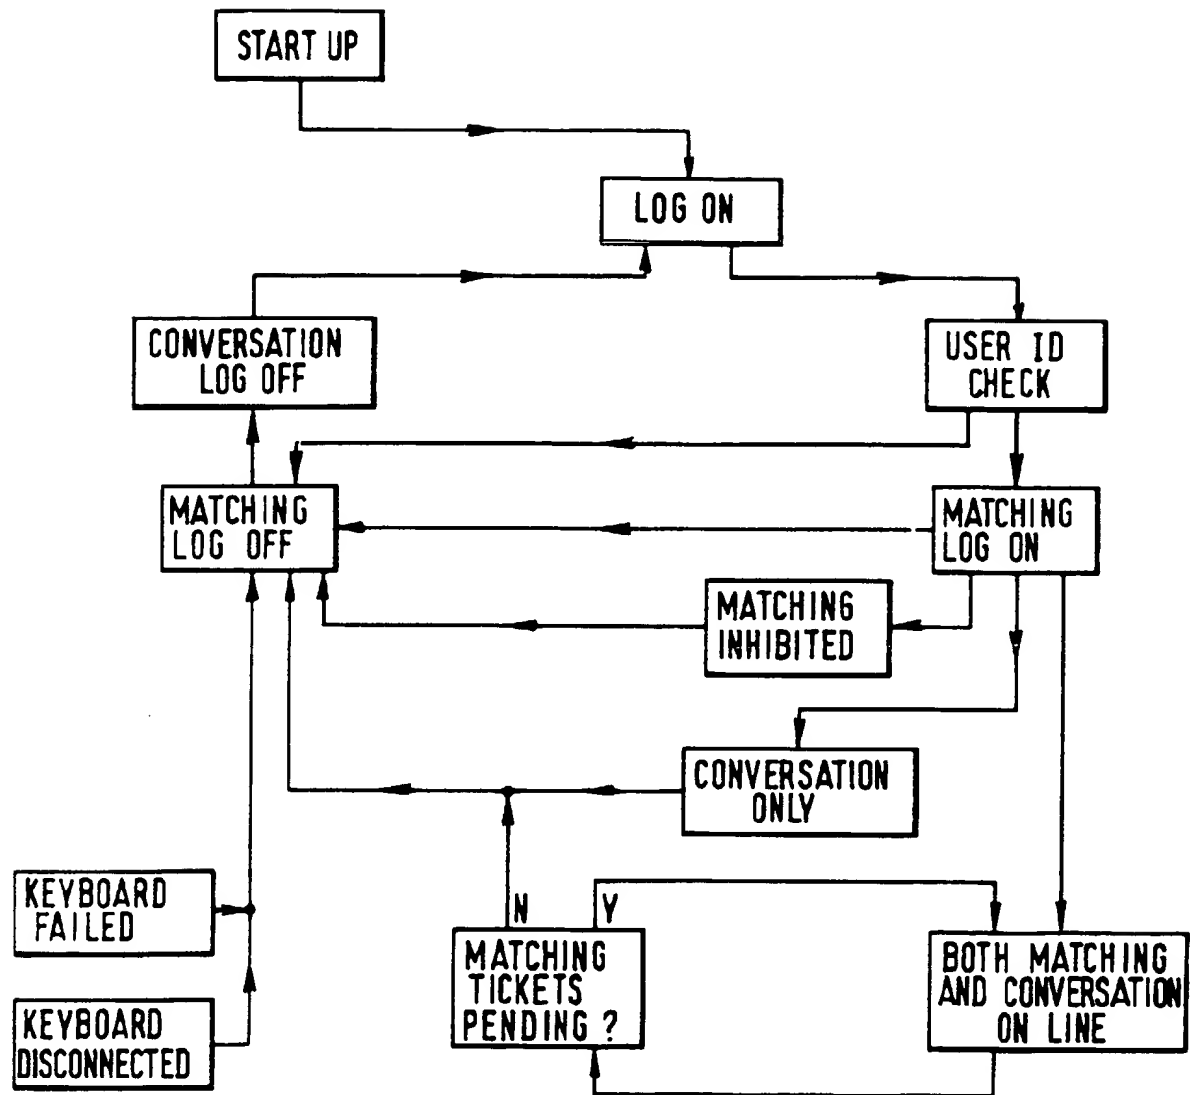 START UP
LOG ON
CONVERSATION
LOG OFF
USER ID
CHECK
MATCHING
LOG OFF
MATCHING
LOG ON
MATCHING
INHIBITED
CONVERSATION
ONLY
KEYBOARD
FAILED
N
Y
MATCHING
TICKETS
PENDING ?
BOTH MATCHING
AND CONVERSATION
ON LINE
KEYBOARD
DISCONNECTED